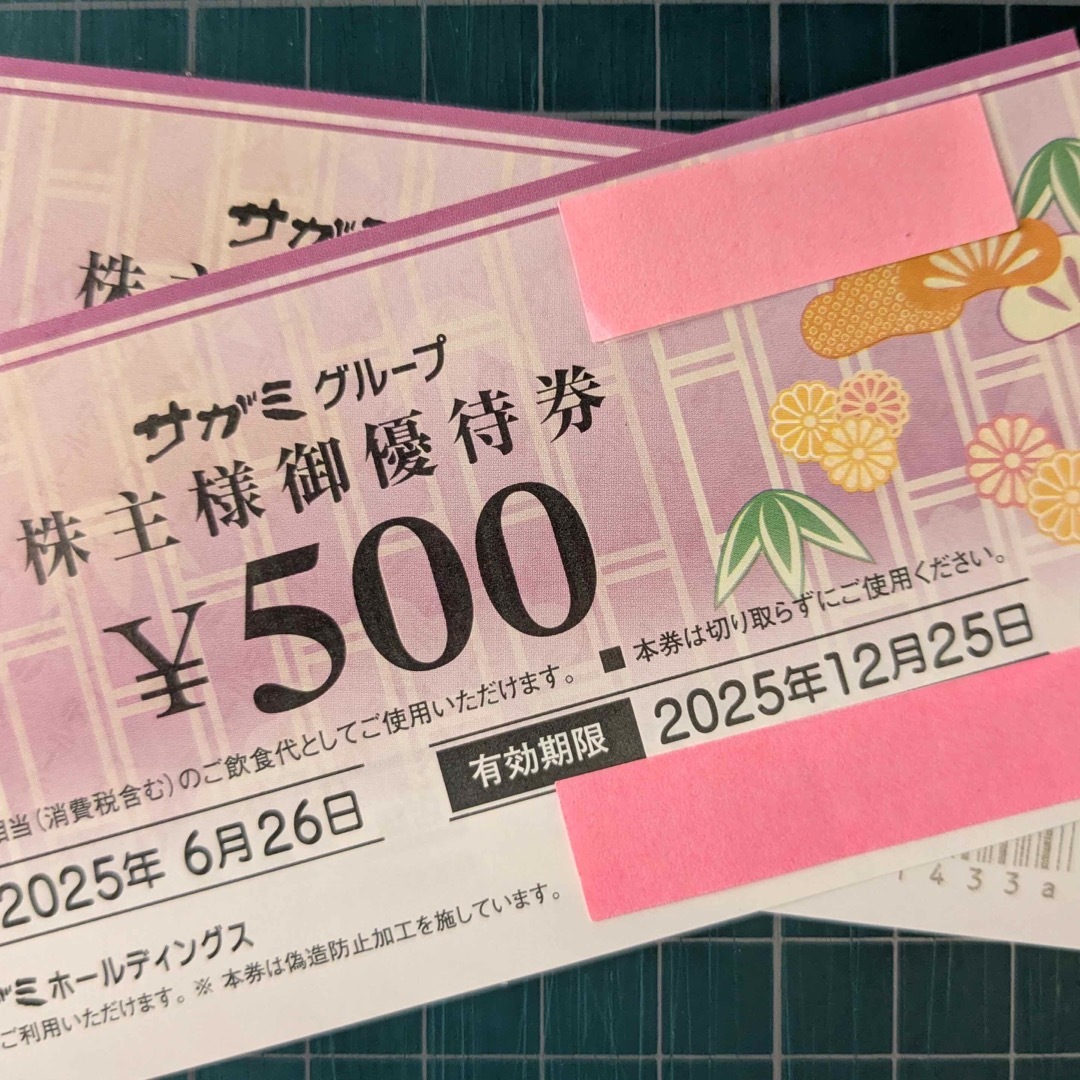 サガミ
株主
サガミグループ
株主様御優待券
¥500
相当(消費税含む)のご飲食代としてご使用いただけます。■本券は切り取らずにご使用ください。
2025年 6月26日
有効期限 2025年12月25日
ガミホールディングス
ご利用いただけます。※ 本券は偽造防止加工を施しています。
1433a